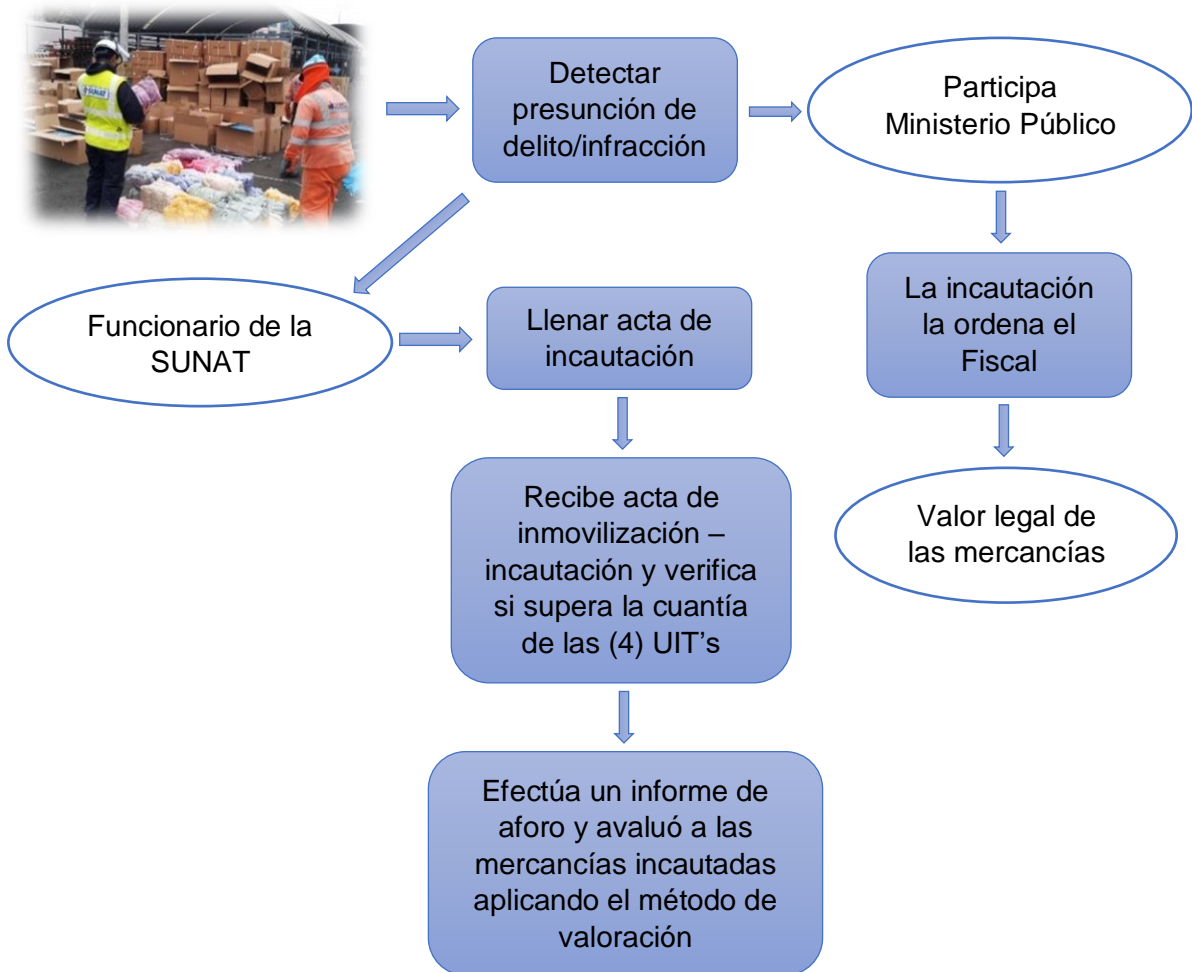 SUNAT
Detectar
presunción de
delito/infracción
Participa
Ministerio Público
Funcionario de la
SUNAT
Llenar acta de
incautación
La incautación
la ordena el
Fiscal
Recibe acta de
inmovilización –
incautación y verifica
si supera la cuantía
de las (4) UIT’s
Valor legal de
las mercancías
Efectúa un informe de
aforo y avaluó a las
mercancías incautadas
aplicando el método de
valoración